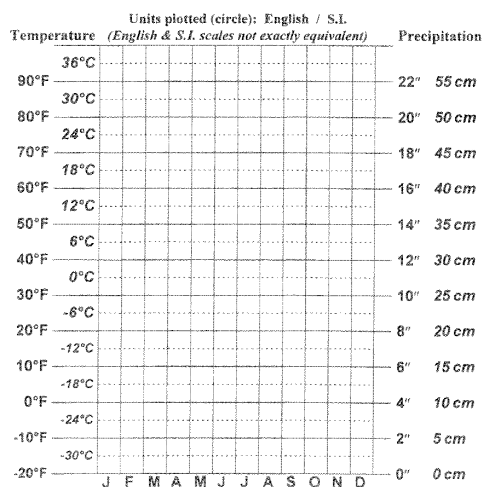 Units plotted (circle): English / S.I.
Temperature (English & S.I. scales not exactly equivalent) Precipitation
36°C
90°F 22" 55 cm
30°C
80°F 20" 50 cm
24°C
70°F 18" 45 cm
18°C
60°F 16" 40 cm
12°C
50°F 14" 35 cm
6°C
40°F 12" 30 cm
0°C
30°F 10" 25 cm
-6°C
20°F 8" 20 cm
-12°C
10°F 6" 15 cm
-18°C
0°F 4" 10 cm
-24°C
-10°F 2" 5 cm
-30°C
-20°F 0" 0 cm
J F M A M J J A S O N D